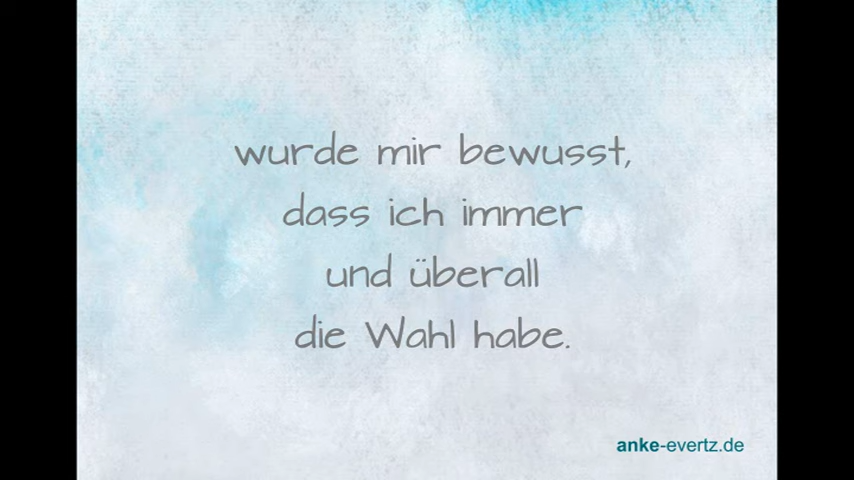 wurde mir bewusst,
dass ich immer
und überall
die Wahl habe.
anke-evertz.de